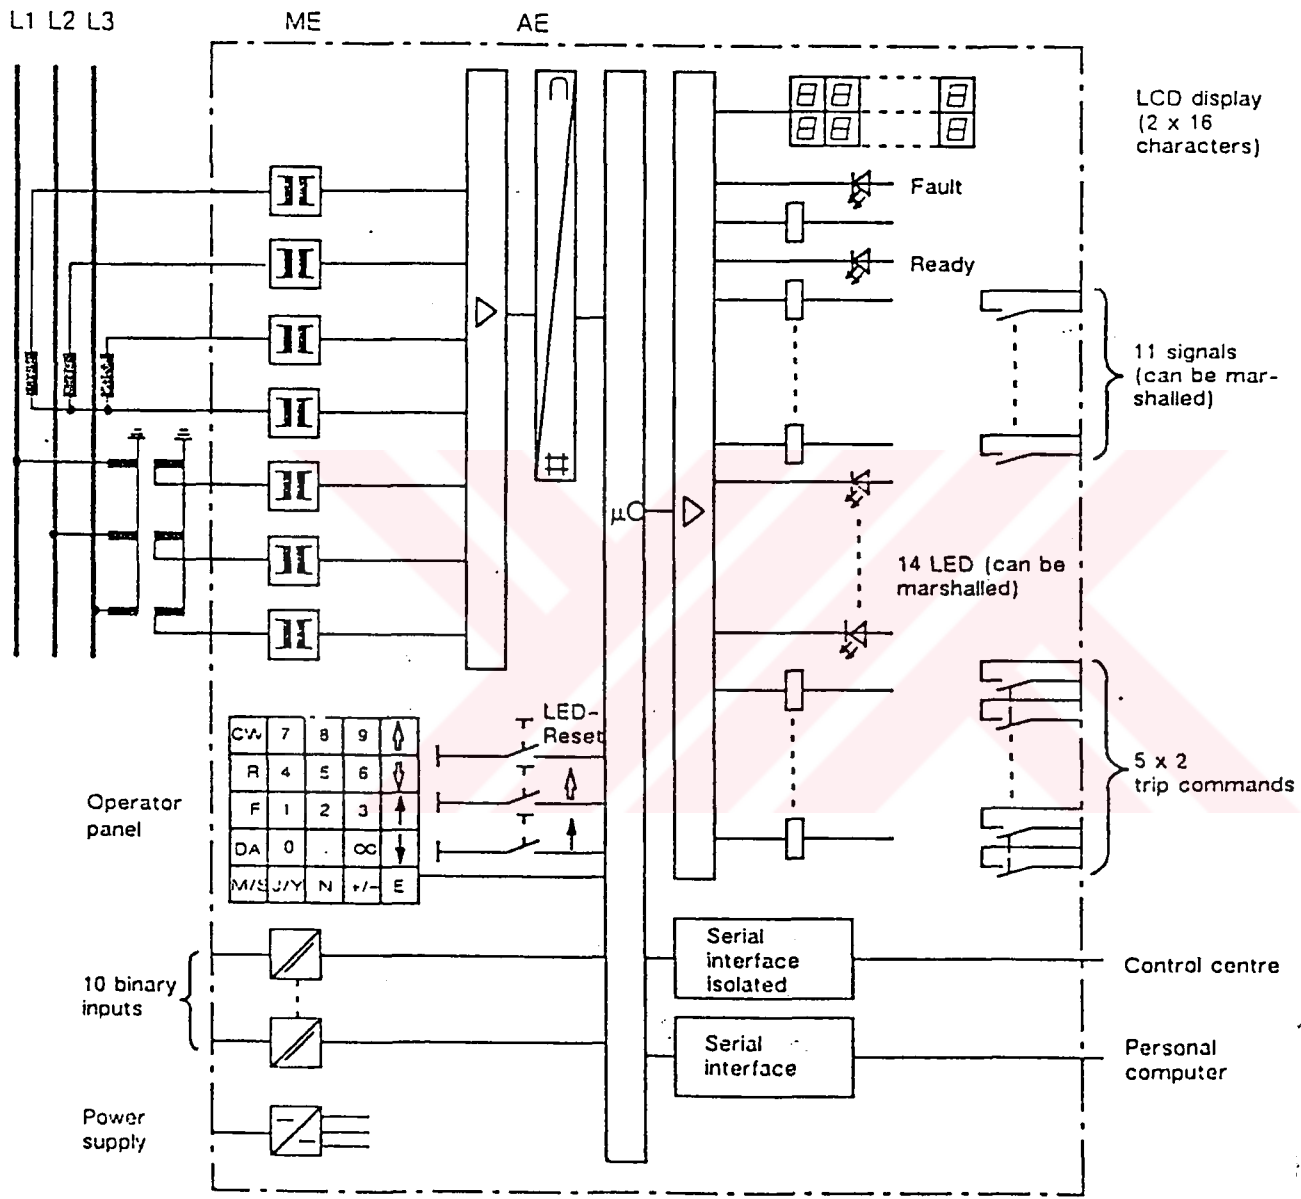 L1 L2 L3
ME
AE
LCD display
(2 x 16
characters)
Fault
Ready
11 signals
(can be mar-
shalled)
μC
14 LED (can be
marshalled)
LED-
Reset
5 x 2
trip commands
Operator
panel
CW 7 8 9
R 4 5 6
F 1 2 3
DA 0 . ∞
M/S J/Y N +/- E
10 binary
inputs
Serial
interface
isolated
Control centre
Serial
interface
Personal
computer
Power
supply